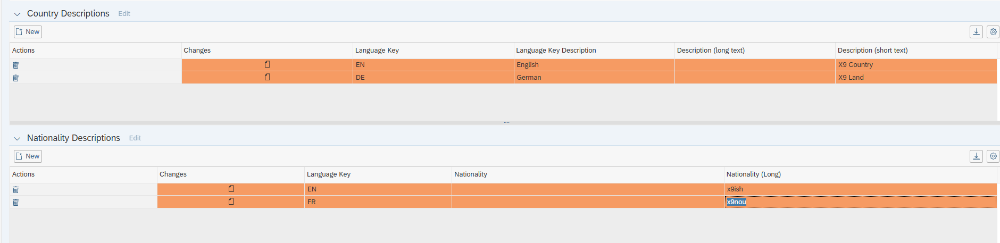 Country Descriptions Edit
New
Actions Changes Language Key Language Key Description Description (long text) Description (short text)
EN English X9 Country
DE German X9 Land
Nationality Descriptions Edit
New
Actions Changes Language Key Nationality Nationality (Long)
EN x9ish
FR x9nou